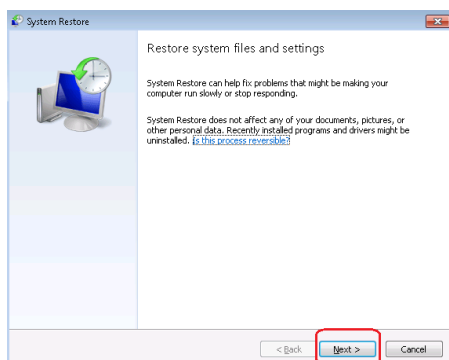 System Restore
Restore system files and settings
System Restore can help fix problems that might be making your
computer run slowly or stop responding.
System Restore does not affect any of your documents, pictures, or
other personal data. Recently installed programs and drivers might be
uninstalled. Is this process reversible?
< Back Next > Cancel